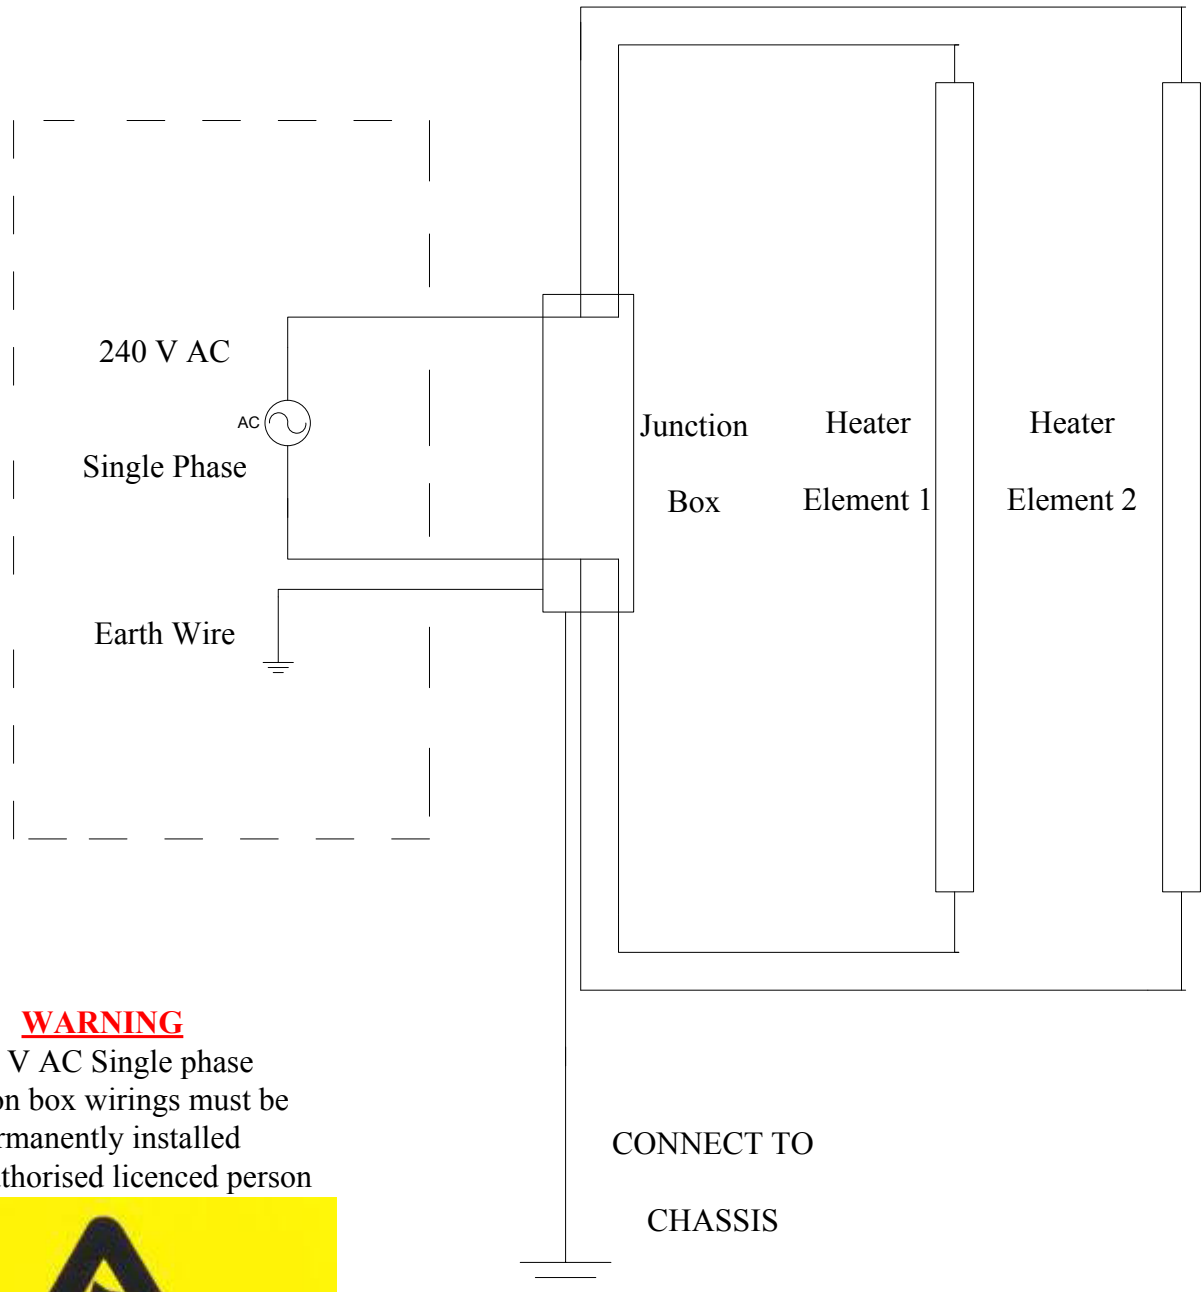 240 V AC
AC
Single Phase
Earth Wire
Junction
Box
Heater
Element 1
Heater
Element 2
WARNING
V AC Single phase
on box wirings must be
rmanently installed
uthorised licenced person
CONNECT TO
CHASSIS